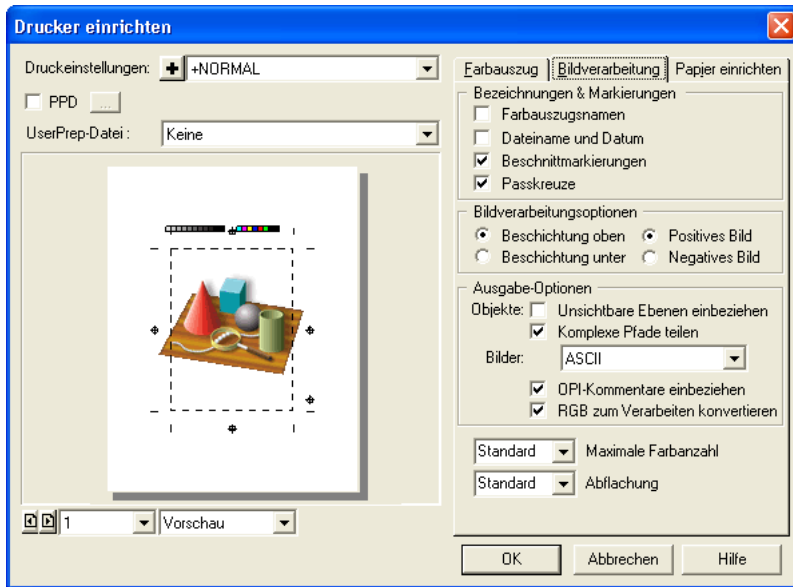 Drucker einrichten
Druckeinstellungen: +NORMAL
PPD ...
UserPrep-Datei : Keine
1 Vorschau
Farbauszug Bildverarbeitung Papier einrichten
Bezeichnungen & Markierungen
Farbauszugsnamen
Dateiname und Datum
Beschnittmarkierungen
Passkreuze
Bildverarbeitungsoptionen
Beschichtung oben Positives Bild
Beschichtung unter Negatives Bild
Ausgabe-Optionen
Objekte: Unsichtbare Ebenen einbeziehen
Komplexe Pfade teilen
Bilder: ASCII
OPI-Kommentare einbeziehen
RGB zum Verarbeiten konvertieren
Standard Maximale Farbanzahl
Standard Abflachung
OK Abbrechen Hilfe